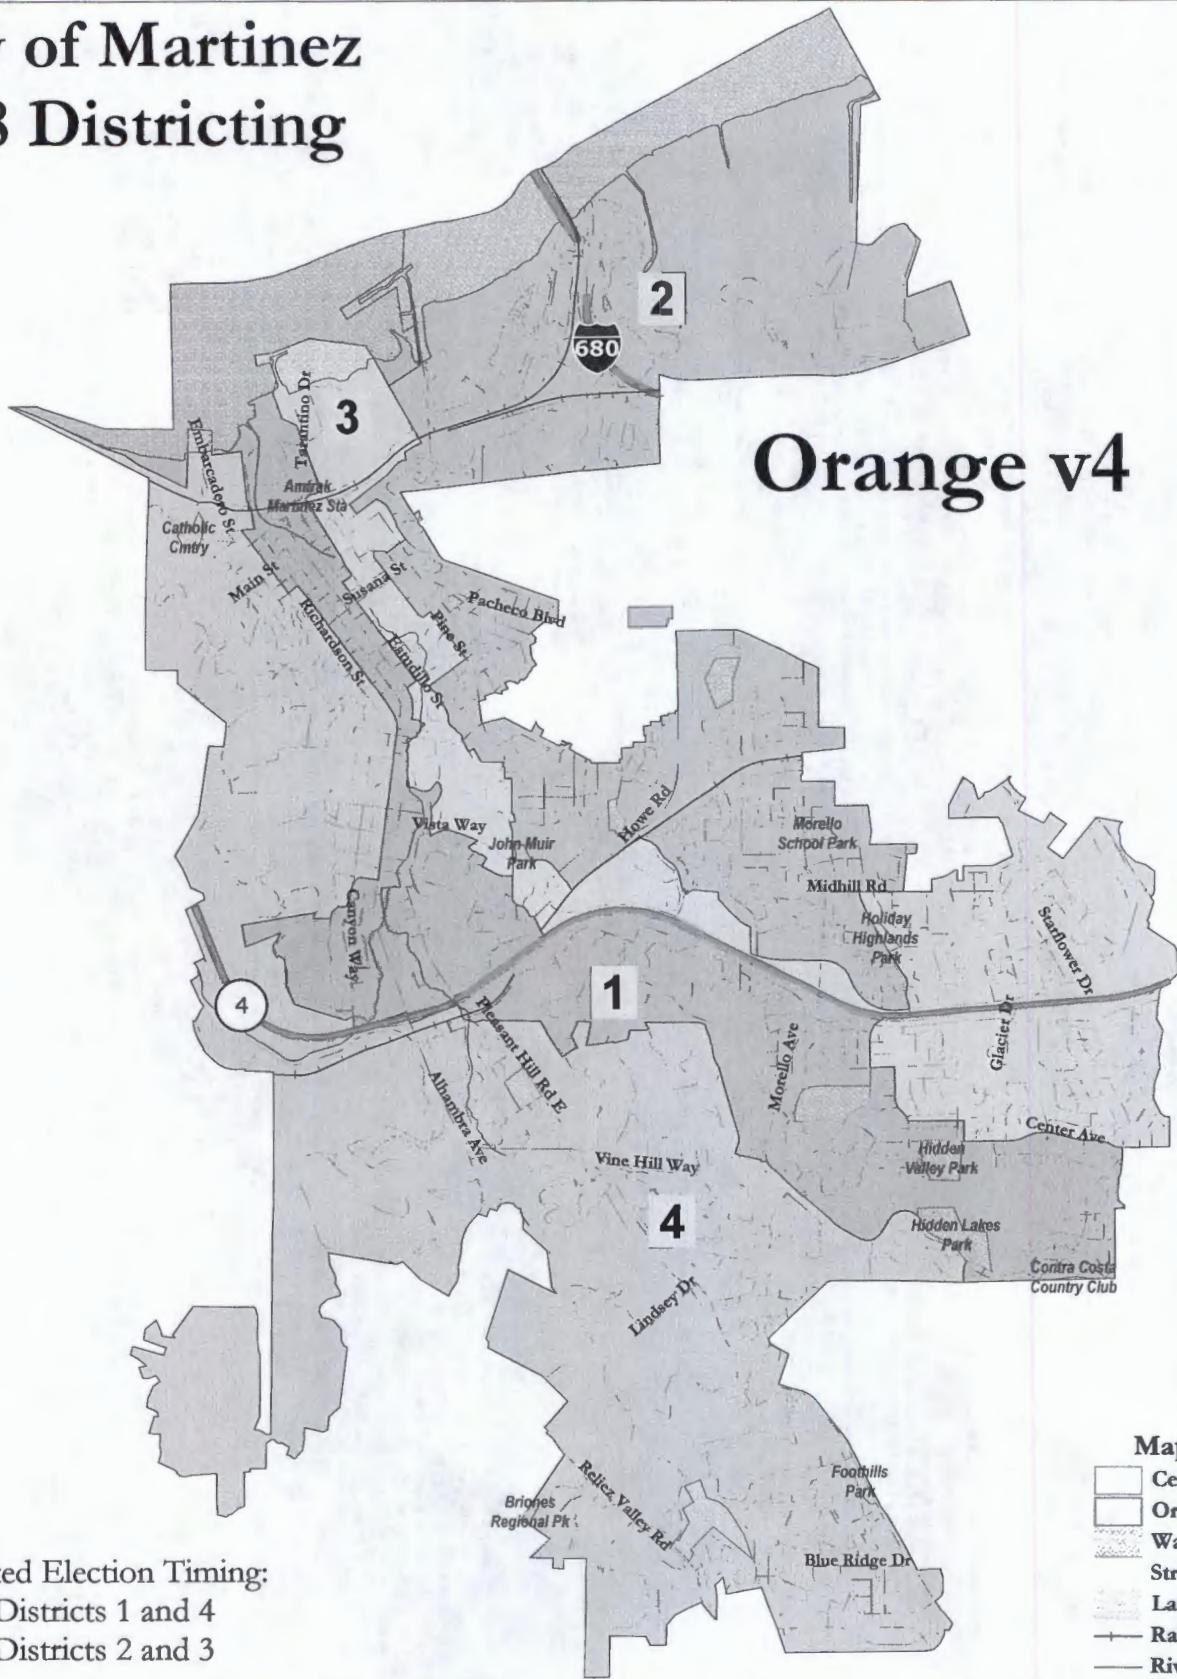 of Martinez
Districting
2
680
Orange v4
3
Tarantino Dr
Embarcadero St
Amtrak
Martinez Sta
Catholic
Cmtry
Main St
Susana St
Richardson St
Pacheco Blvd
Pine St
Estudillo St
Howe Rd
Vista Way
John Muir
Park
Morello
School Park
Midhill Rd
Holiday
Highlands
Park
Starflower Dr
Canyon Way
4
1
Pleasant Hill Rd E
Morello Ave
Glacier Dr
Alhambra Ave
Center Ave
Hidden
Valley Park
Vine Hill Way
4
Hidden Lakes
Park
Contra Costa
Country Club
Lindsey Dr
Reliez Valley Rd
Briones
Regional Pk
Foothills
Park
Blue Ridge Dr
Map
Ce
Or
Wa
Str
La
Ra
Riv
ted Election Timing:
Districts 1 and 4
Districts 2 and 3